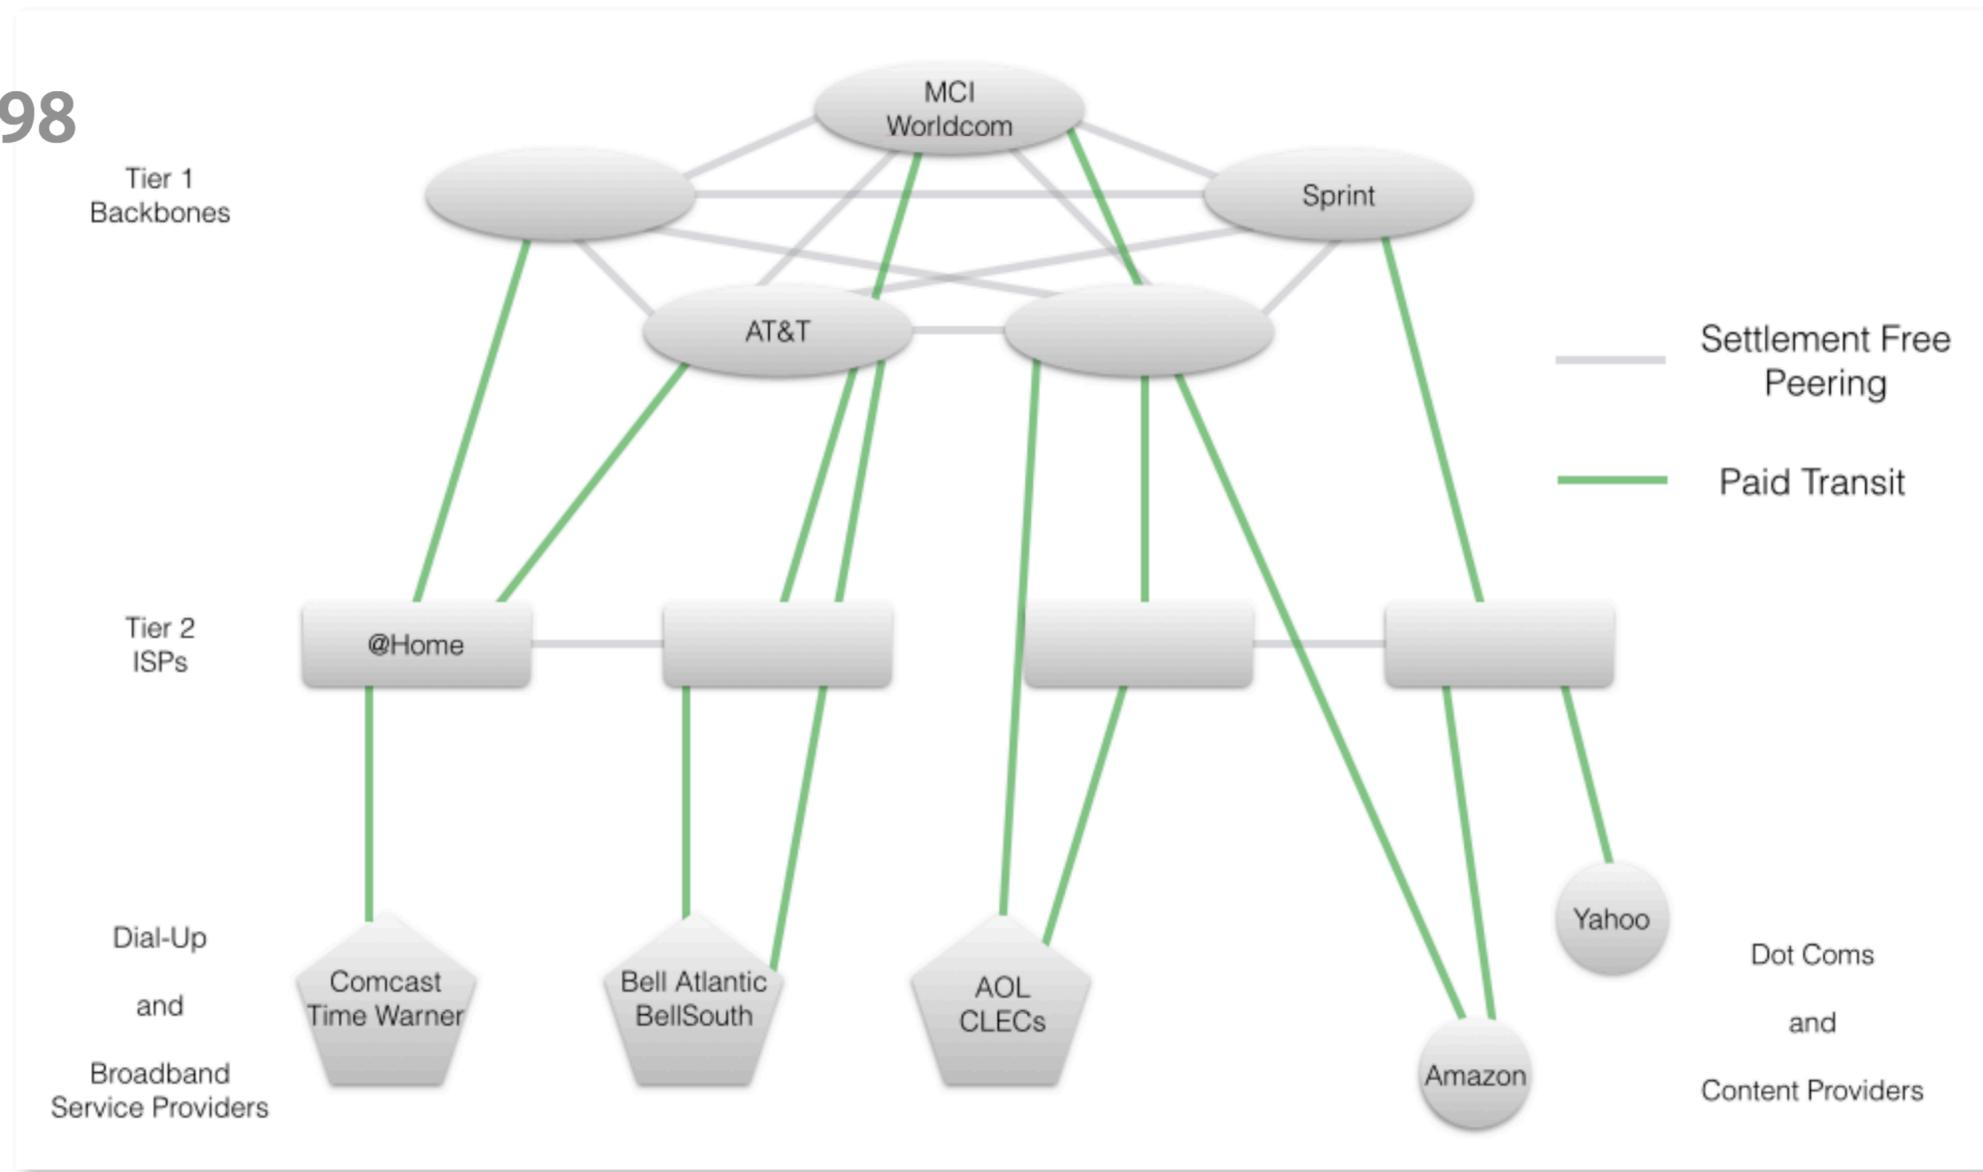 98
MCI
Worldcom
Tier 1
Backbones
Sprint
AT&T
Settlement Free
Peering
Paid Transit
Tier 2
ISPs
@Home
Dial-Up
and
Broadband
Service Providers
Comcast
Time Warner
Bell Atlantic
BellSouth
AOL
CLECs
Yahoo
Amazon
Dot Coms
and
Content Providers